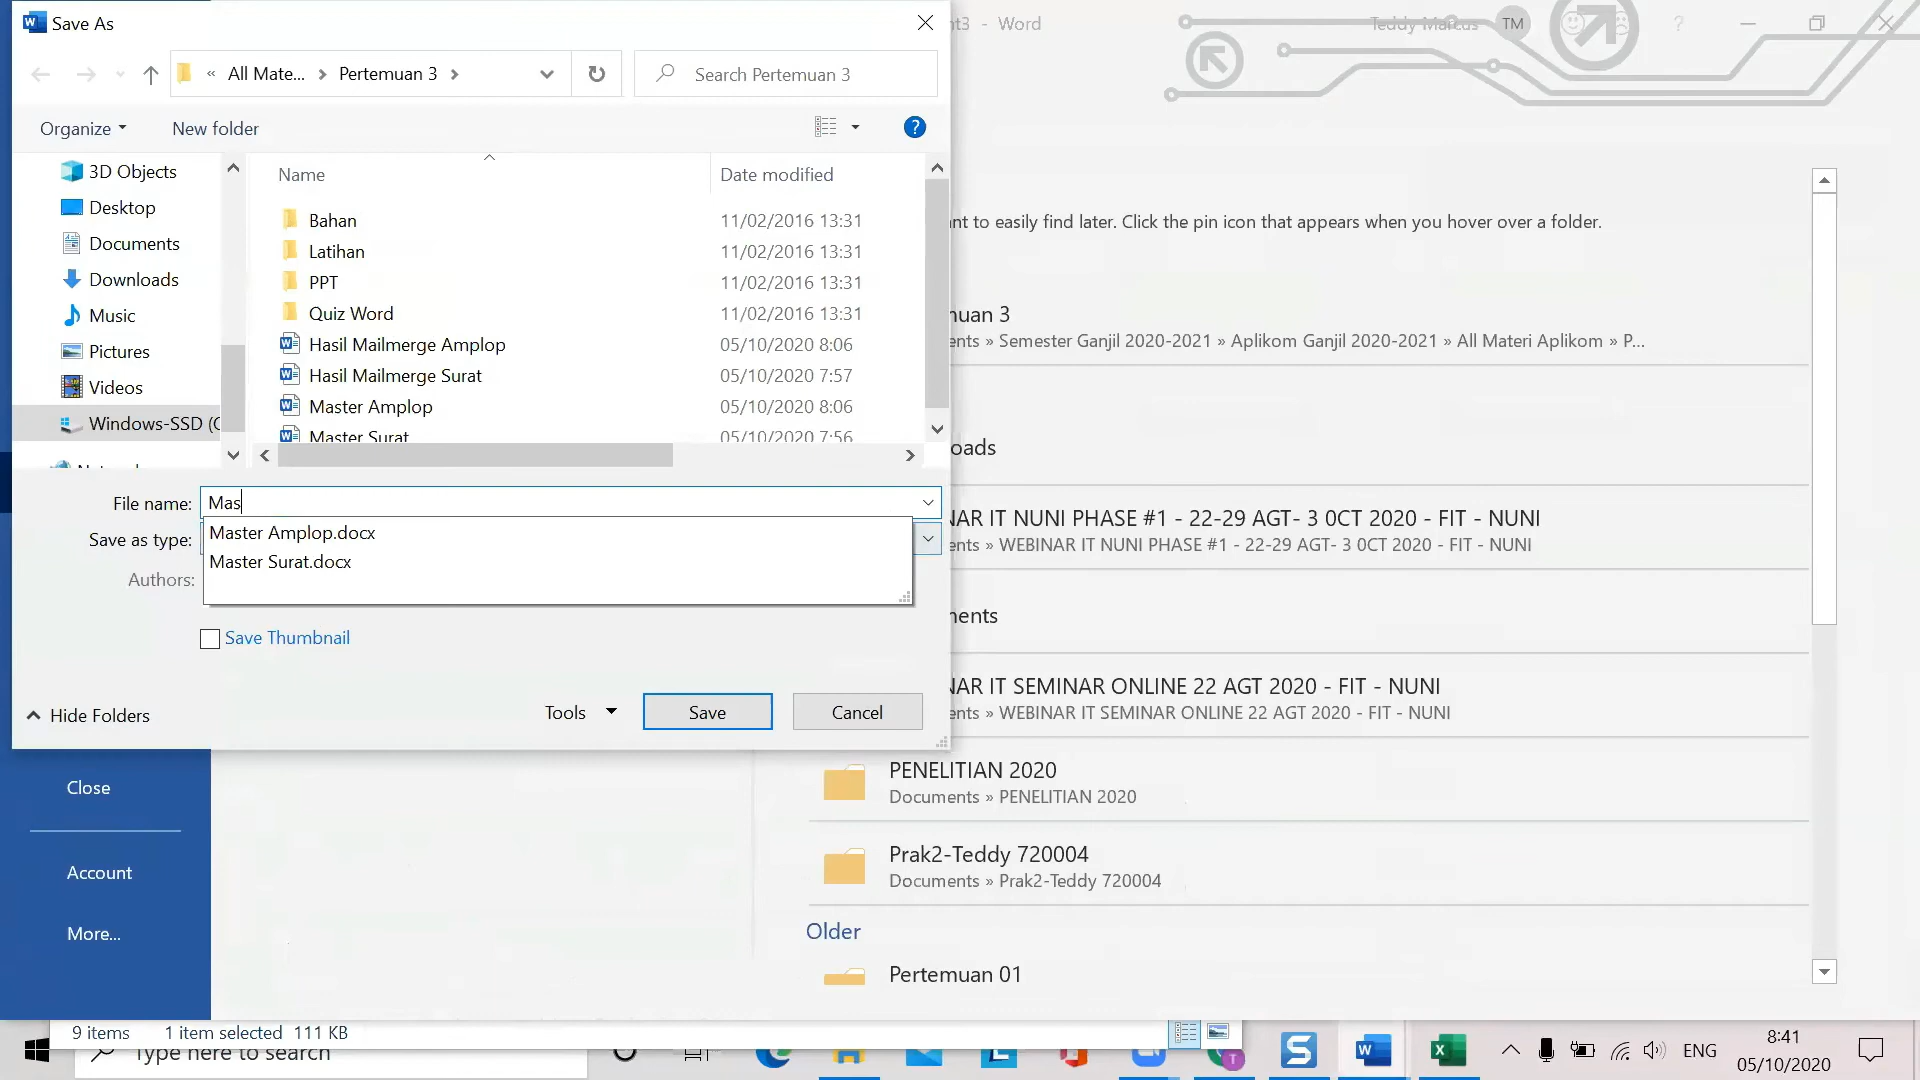 Save As
nt3 - Word
Teddy Marcus
TM
?
« All Mate... > Pertemuan 3 >
Search Pertemuan 3
Organize
New folder
?
3D Objects
Desktop
Documents
Downloads
Music
Pictures
Videos
Windows-SSD (C
Name
Date modified
Bahan
11/02/2016 13:31
Latihan
11/02/2016 13:31
PPT
11/02/2016 13:31
Quiz Word
11/02/2016 13:31
Hasil Mailmerge Amplop
05/10/2020 8:06
Hasil Mailmerge Surat
05/10/2020 7:57
Master Amplop
05/10/2020 8:06
Master Surat
05/10/2020 7:56
File name:
Mas
Master Amplop.docx
Master Surat.docx
Save as type:
Authors:
Save Thumbnail
Hide Folders
Tools
Save
Cancel
nt to easily find later. Click the pin icon that appears when you hover over a folder.
nuan 3
ents » Semester Ganjil 2020-2021 » Aplikom Ganjil 2020-2021 » All Materi Aplikom » P...
oads
NAR IT NUNI PHASE #1 - 22-29 AGT- 3 0CT 2020 - FIT - NUNI
ents » WEBINAR IT NUNI PHASE #1 - 22-29 AGT- 3 0CT 2020 - FIT - NUNI
nents
NAR IT SEMINAR ONLINE 22 AGT 2020 - FIT - NUNI
ents » WEBINAR IT SEMINAR ONLINE 22 AGT 2020 - FIT - NUNI
PENELITIAN 2020
Documents » PENELITIAN 2020
Prak2-Teddy 720004
Documents » Prak2-Teddy 720004
Older
Pertemuan 01
Close
Account
More...
9 items 1 item selected 111 KB
Type here to search
T
S
W
X
ENG
8:41
05/10/2020